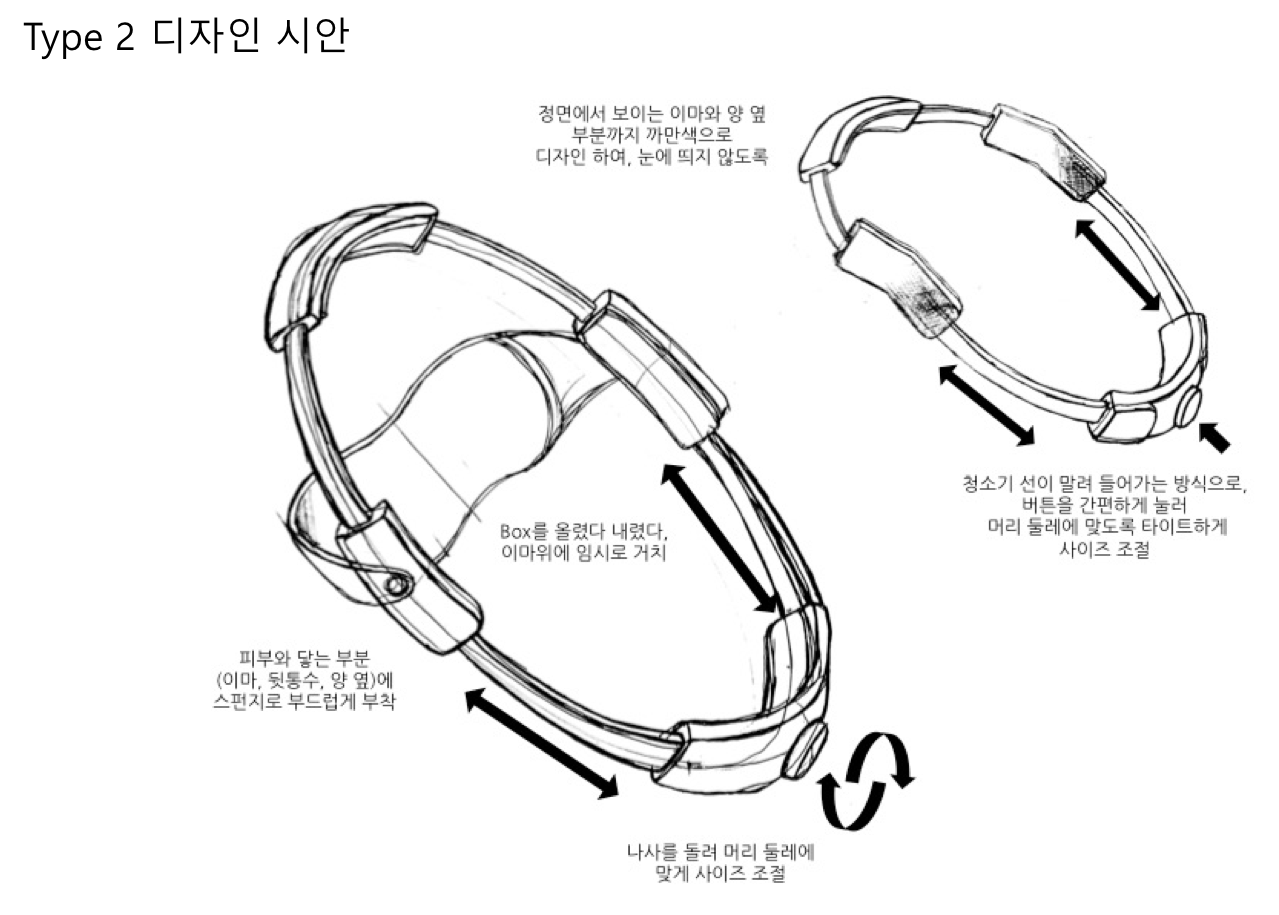 Type 2 디자인 시안
정면에서 보이는 이마와 양 옆
부분까지 까만색으로
디자인 하여, 눈에 띄지 않도록
청소기 선이 말려 들어가는 방식으로,
버튼을 간편하게 눌러
머리 둘레에 맞도록 타이트하게
사이즈 조절
Box를 올렸다 내렸다,
이마위에 임시로 거치
피부와 닿는 부분
(이마, 뒷통수, 양 옆)에
스펀지로 부드럽게 부착
나사를 돌려 머리 둘레에
맞게 사이즈 조절